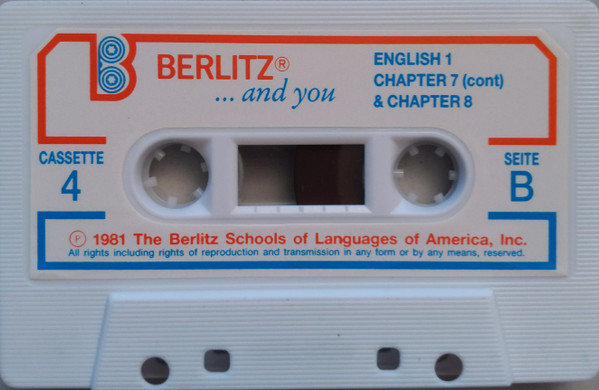 B BERLITZ®
... and you
ENGLISH 1
CHAPTER 7 (cont)
& CHAPTER 8
CASSETTE
4
SEITE
B
Ⓟ 1981 The Berlitz Schools of Languages of America, Inc.
All rights including rights of reproduction and transmission in any form or by any means, reserved.